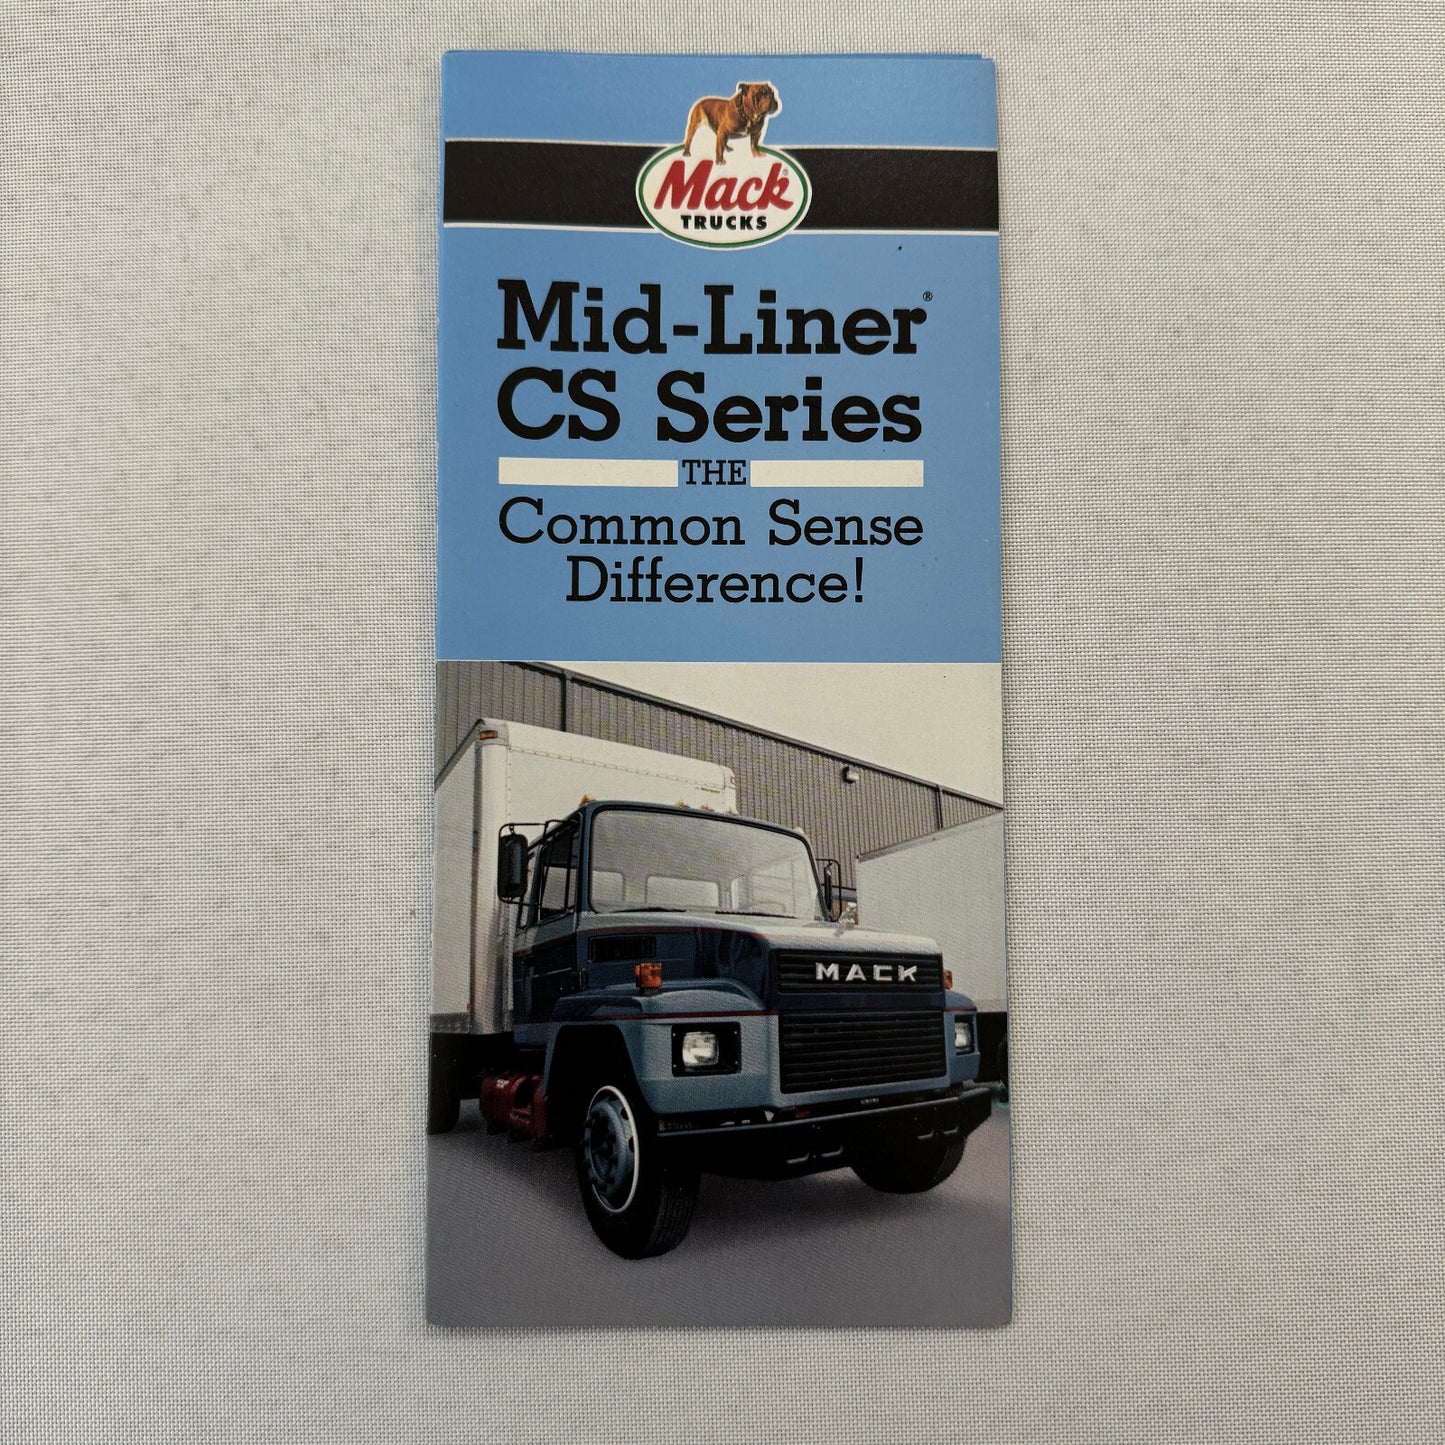 Mack®
TRUCKS
Mid-Liner®
CS Series
THE
Common Sense
Difference!
MACK